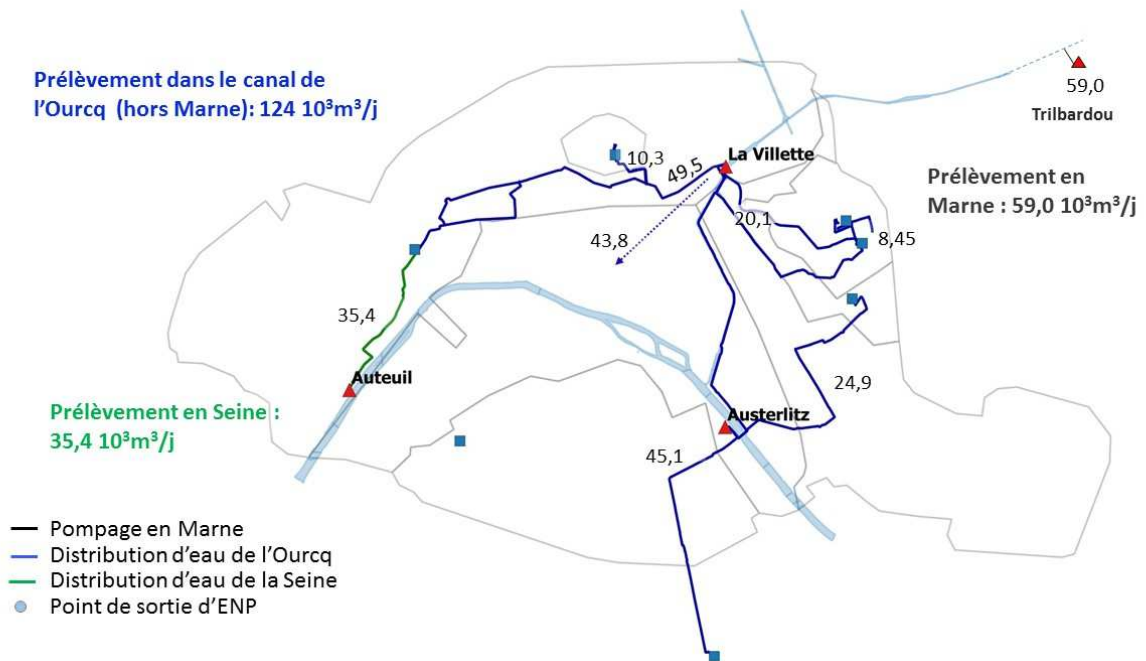 Prélèvement dans le canal de
l'Ourcq (hors Marne): 124 10³m³/j
59,0
Trilbardou
La Villette
10,3
49,5
Prélèvement en
Marne : 59,0 10³m³/j
20,1
8,45
43,8
35,4
Auteuil
24,9
Prélèvement en Seine :
35,4 10³m³/j
Austerlitz
45,1
Pompage en Marne
Distribution d'eau de l'Ourcq
Distribution d'eau de la Seine
Point de sortie d'ENP